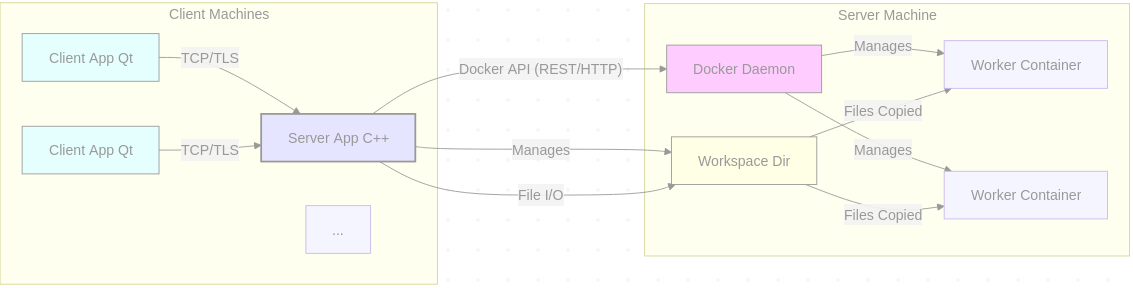 Client Machines
Client App Qt
TCP/TLS
Client App Qt
TCP/TLS
Server App C++
...
Docker API (REST/HTTP)
Manages
File I/O
Server Machine
Docker Daemon
Manages
Worker Container
Files Copied
Workspace Dir
Manages
Worker Container
Files Copied